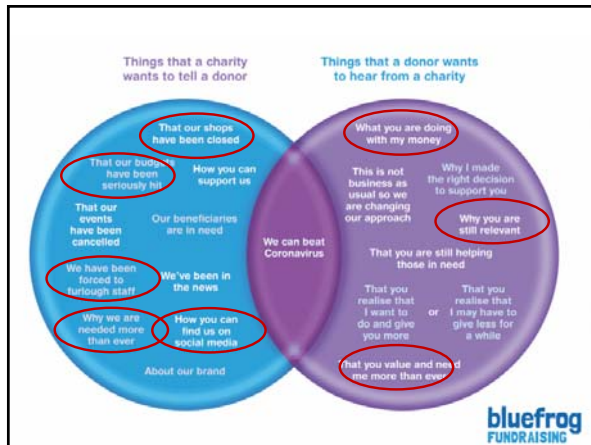 Things that a charity
wants to tell a donor
Things that a donor wants
to hear from a charity
That our shops
have been closed
That our budgets
have been
seriously hit
How you can
support us
That our
events
have been
cancelled
Our beneficiaries
are in need
We have been
forced to
furlough staff
We've been in
the news
Why we are
needed more
than ever
How you can
find us on
social media
About our brand
We can beat
Coronavirus
What you are doing
with my money
This is not
business as
usual so we
are changing
our approach
Why I made
the right decision
to support you
Why you are
still relevant
That you are still helping
those in need
That you
realise that
I want to
do and give
you more
or
That you
realise that
I may have to
give less for
a while
That you value and need
me more than ever
bluefrog
FUNDRAISING